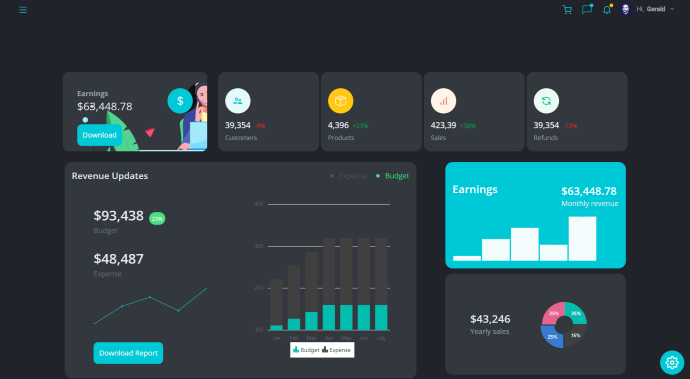 Hi, Gerald
Earnings
$63,448.78
Download
$
39,354 -4%
Customers
4,396 +23%
Products
423,39 +38%
Sales
39,354 -12%
Refunds
Revenue Updates
Expense
Budget
$93,438 23%
Budget
$48,487
Expense
Download Report
400
300
200
100
Jan Feb Mar Apr May Jun July
Budget Expense
Earnings
$63,448.78
Monthly revenue
$43,246
Yearly sales
35%
15%
25%